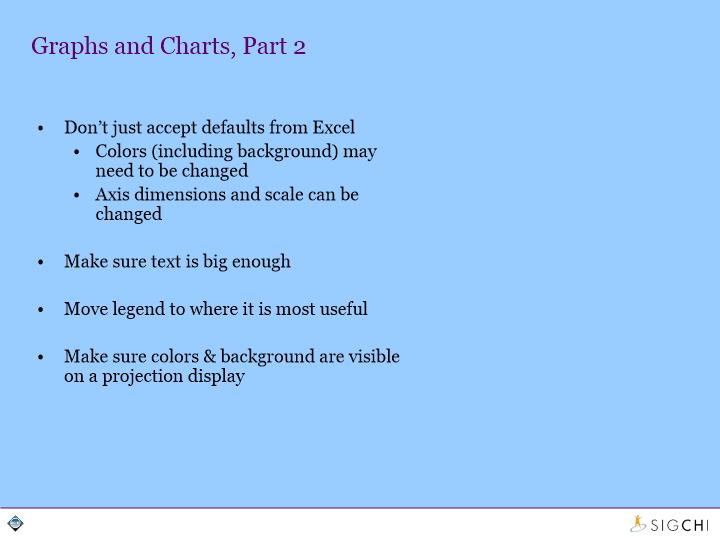 Graphs and Charts, Part 2
• Don’t just accept defaults from Excel
• Colors (including background) may
need to be changed
• Axis dimensions and scale can be
changed
• Make sure text is big enough
• Move legend to where it is most useful
• Make sure colors & background are visible
on a projection display
SIGCHI